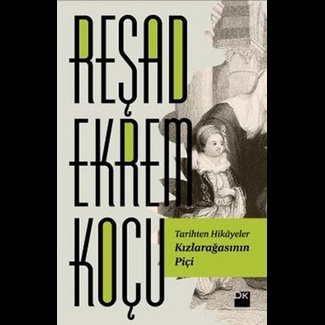 REŞAD
EKREM
KOÇU
Tarihten Hikâyeler
Kızlarağasının
Piçi
DK